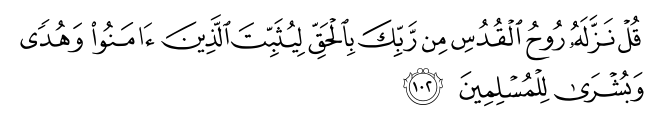 قُلْ نَزَّلَهُۥ رُوحُ ٱلْقُدُسِ مِن رَّبِّكَ بِٱلْحَقِّ لِيُثَبِّتَ ٱلَّذِينَ ءَامَنُوا۟ وَهُدًى
وَبُشْرَىٰ لِلْمُسْلِمِينَ ١٠٢